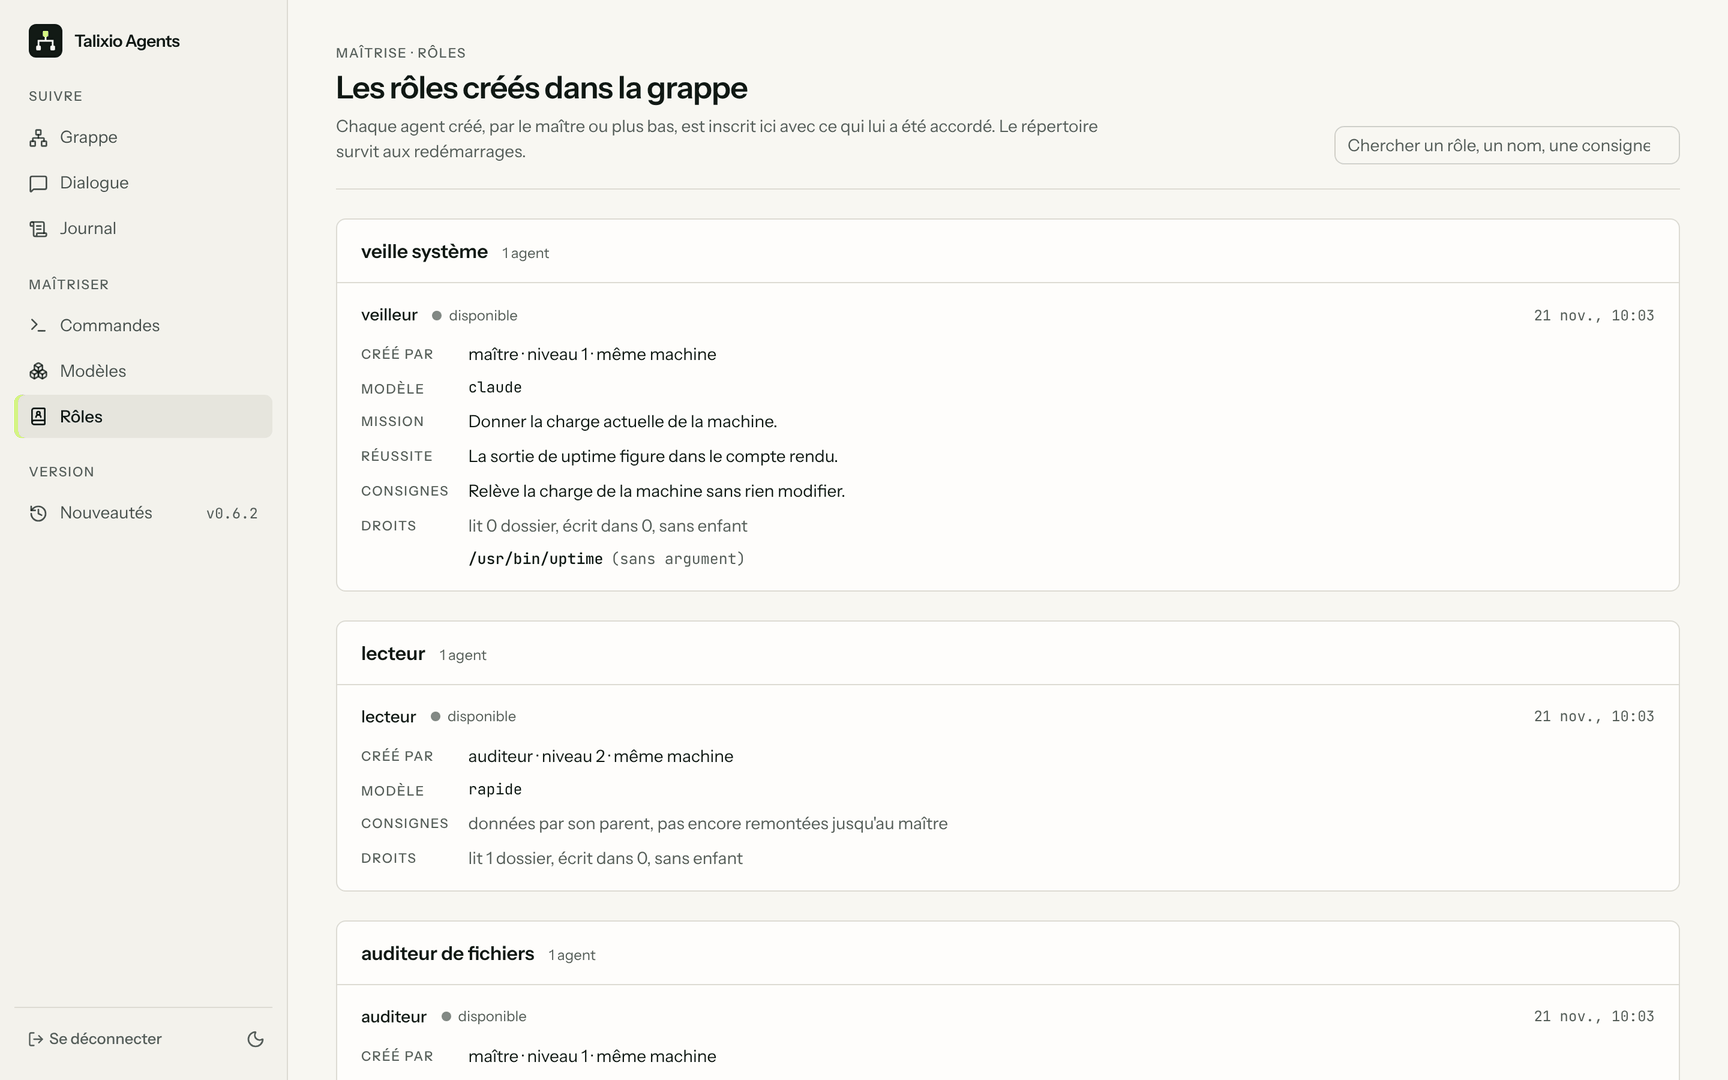 Talixio Agents
SUIVRE
Grappe
Dialogue
Journal
MAÎTRISER
Commandes
Modèles
Rôles
VERSION
Nouveautés v0.6.2
Se déconnecter
MAÎTRISE · RÔLES
Les rôles créés dans la grappe
Chaque agent créé, par le maître ou plus bas, est inscrit ici avec ce qui lui a été accordé. Le répertoire
survit aux redémarrages.
Chercher un rôle, un nom, une consigne
veille système 1 agent
veilleur disponible 21 nov., 10:03
CRÉÉ PAR maître · niveau 1 · même machine
MODÈLE claude
MISSION Donner la charge actuelle de la machine.
RÉUSSITE La sortie de uptime figure dans le compte rendu.
CONSIGNES Relève la charge de la machine sans rien modifier.
DROITS lit 0 dossier, écrit dans 0, sans enfant
/usr/bin/uptime (sans argument)
lecteur 1 agent
lecteur disponible 21 nov., 10:03
CRÉÉ PAR auditeur · niveau 2 · même machine
MODÈLE rapide
CONSIGNES données par son parent, pas encore remontées jusqu'au maître
DROITS lit 1 dossier, écrit dans 0, sans enfant
auditeur de fichiers 1 agent
auditeur disponible 21 nov., 10:03
CRÉÉ PAR maître · niveau 1 · même machine